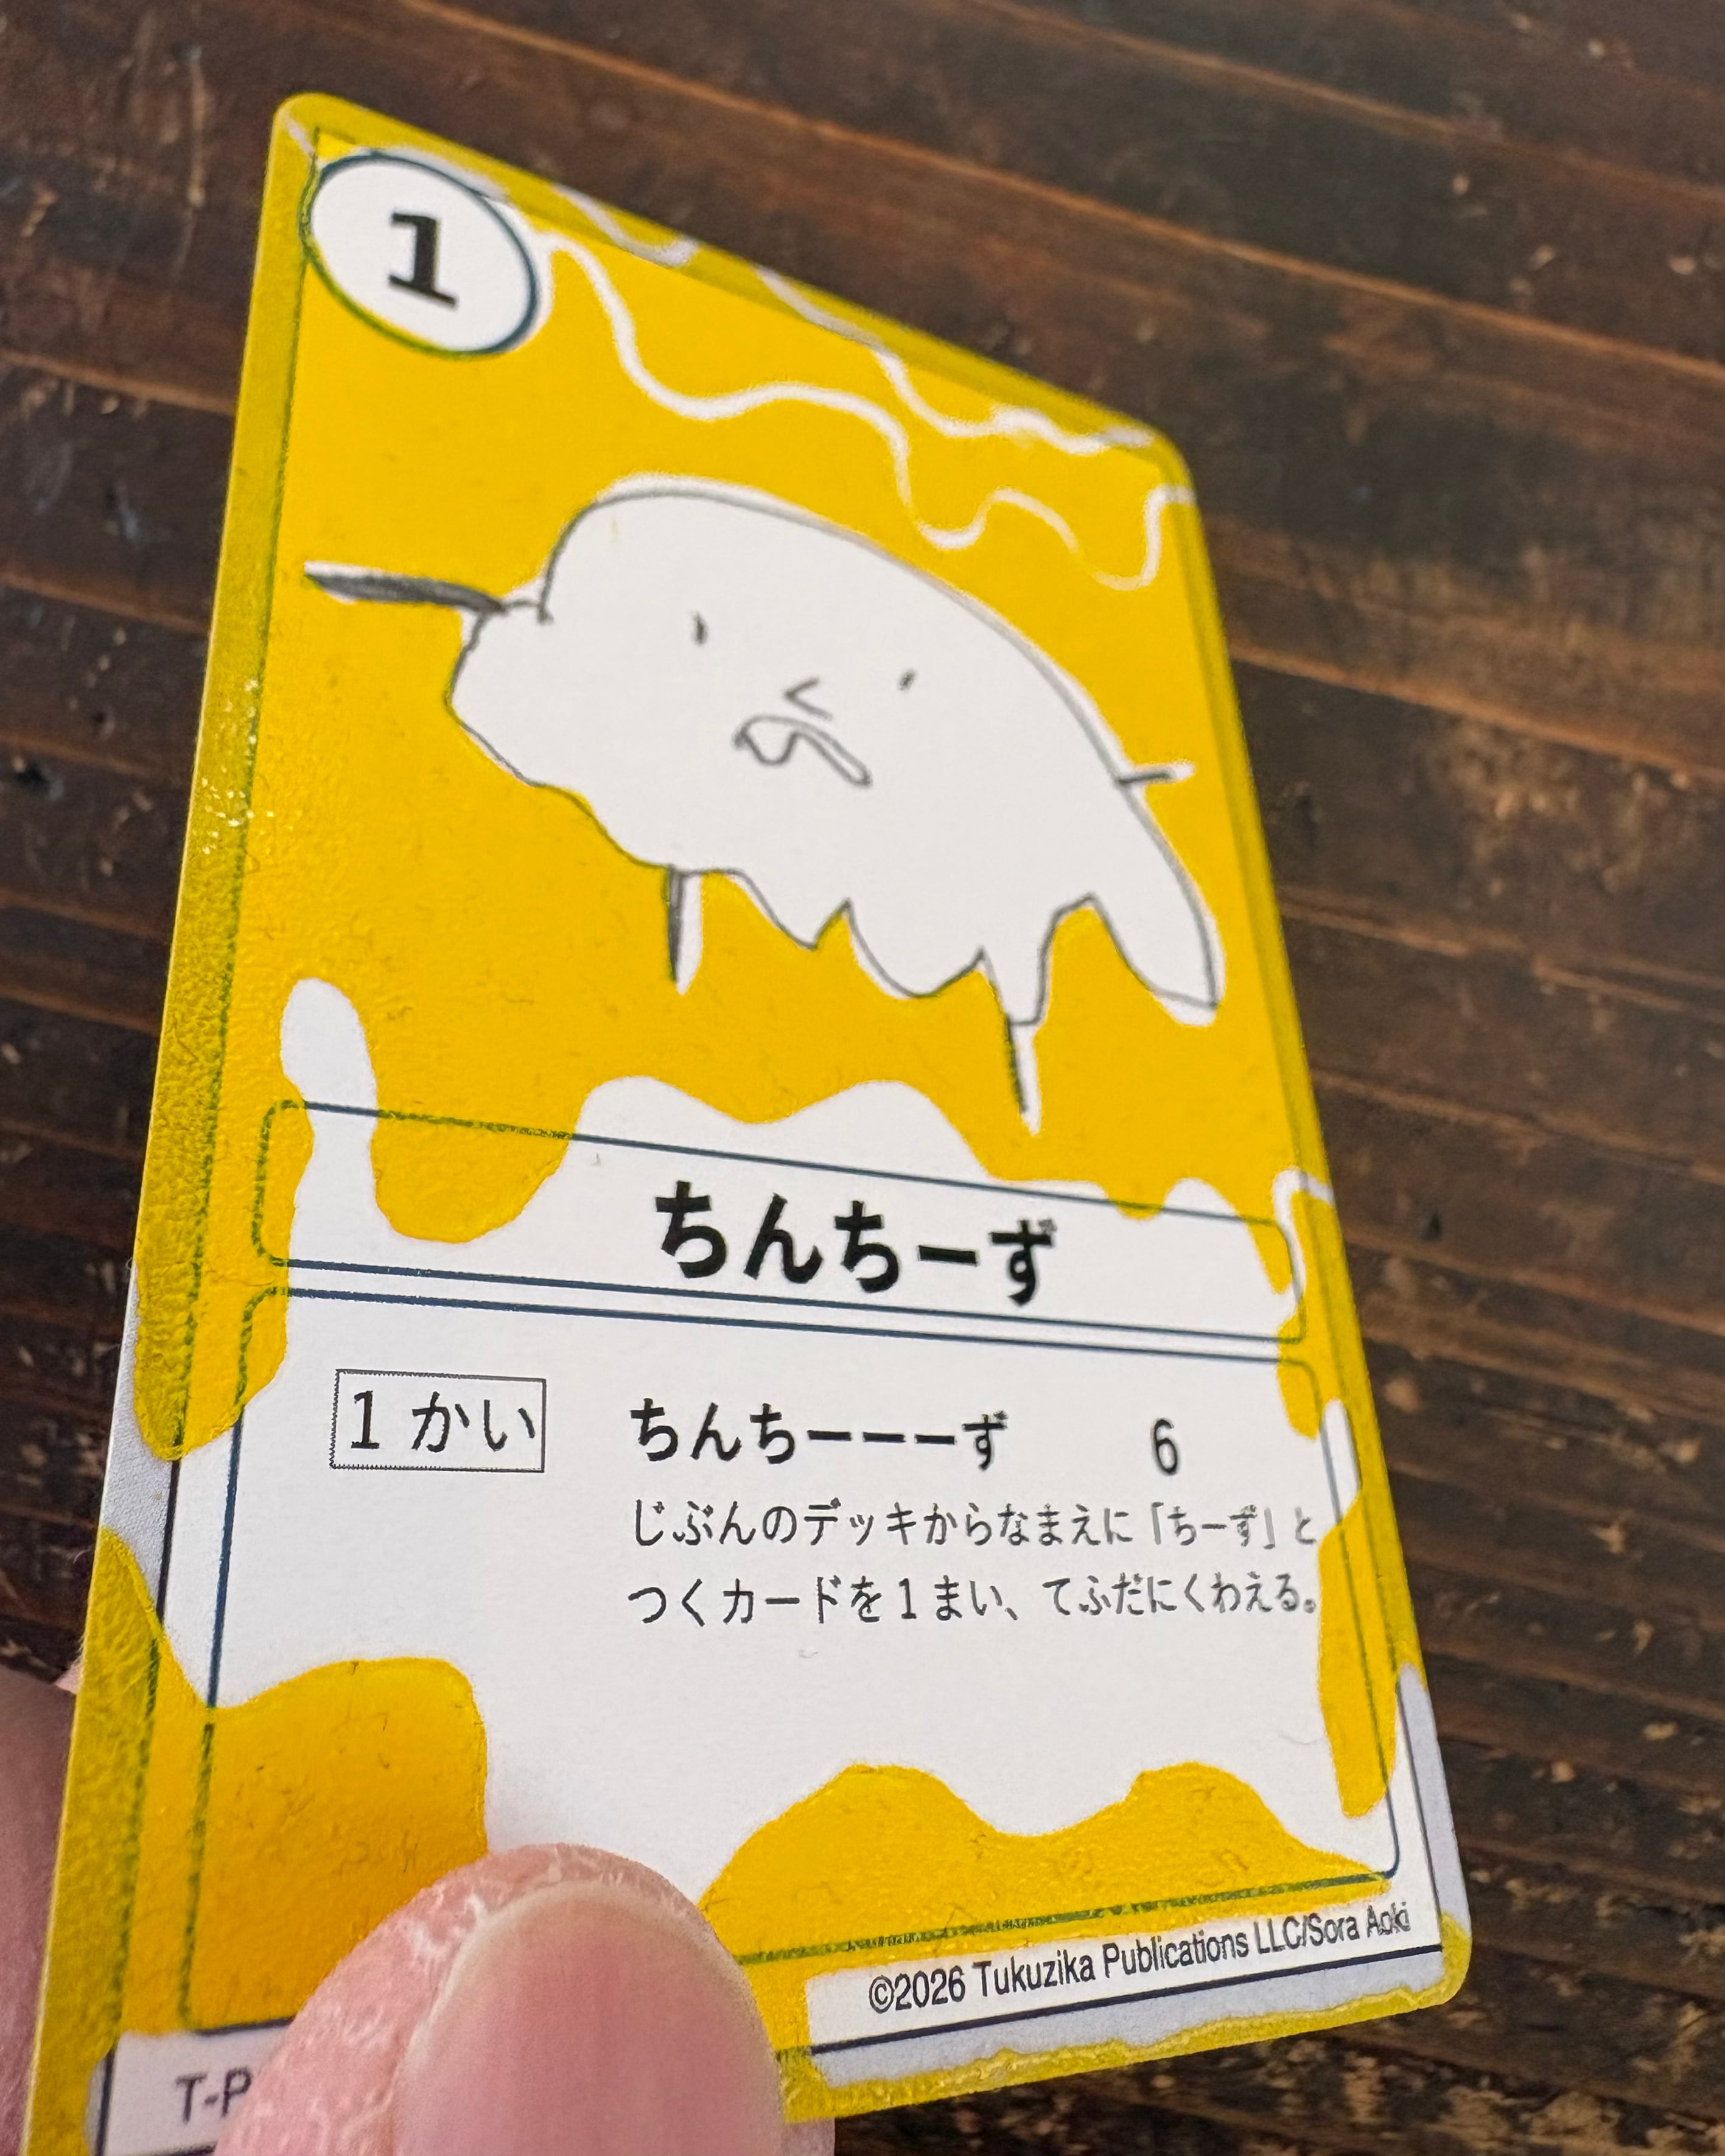 1
ちんちーず
1かい ちんちーーーず 6
じぶんのデッキからなまえに「ちーず」と
つくカードを1まい、てふだにくわえる。
©2026 Tukuzika Publications LLC/Sora Aoki
T-P